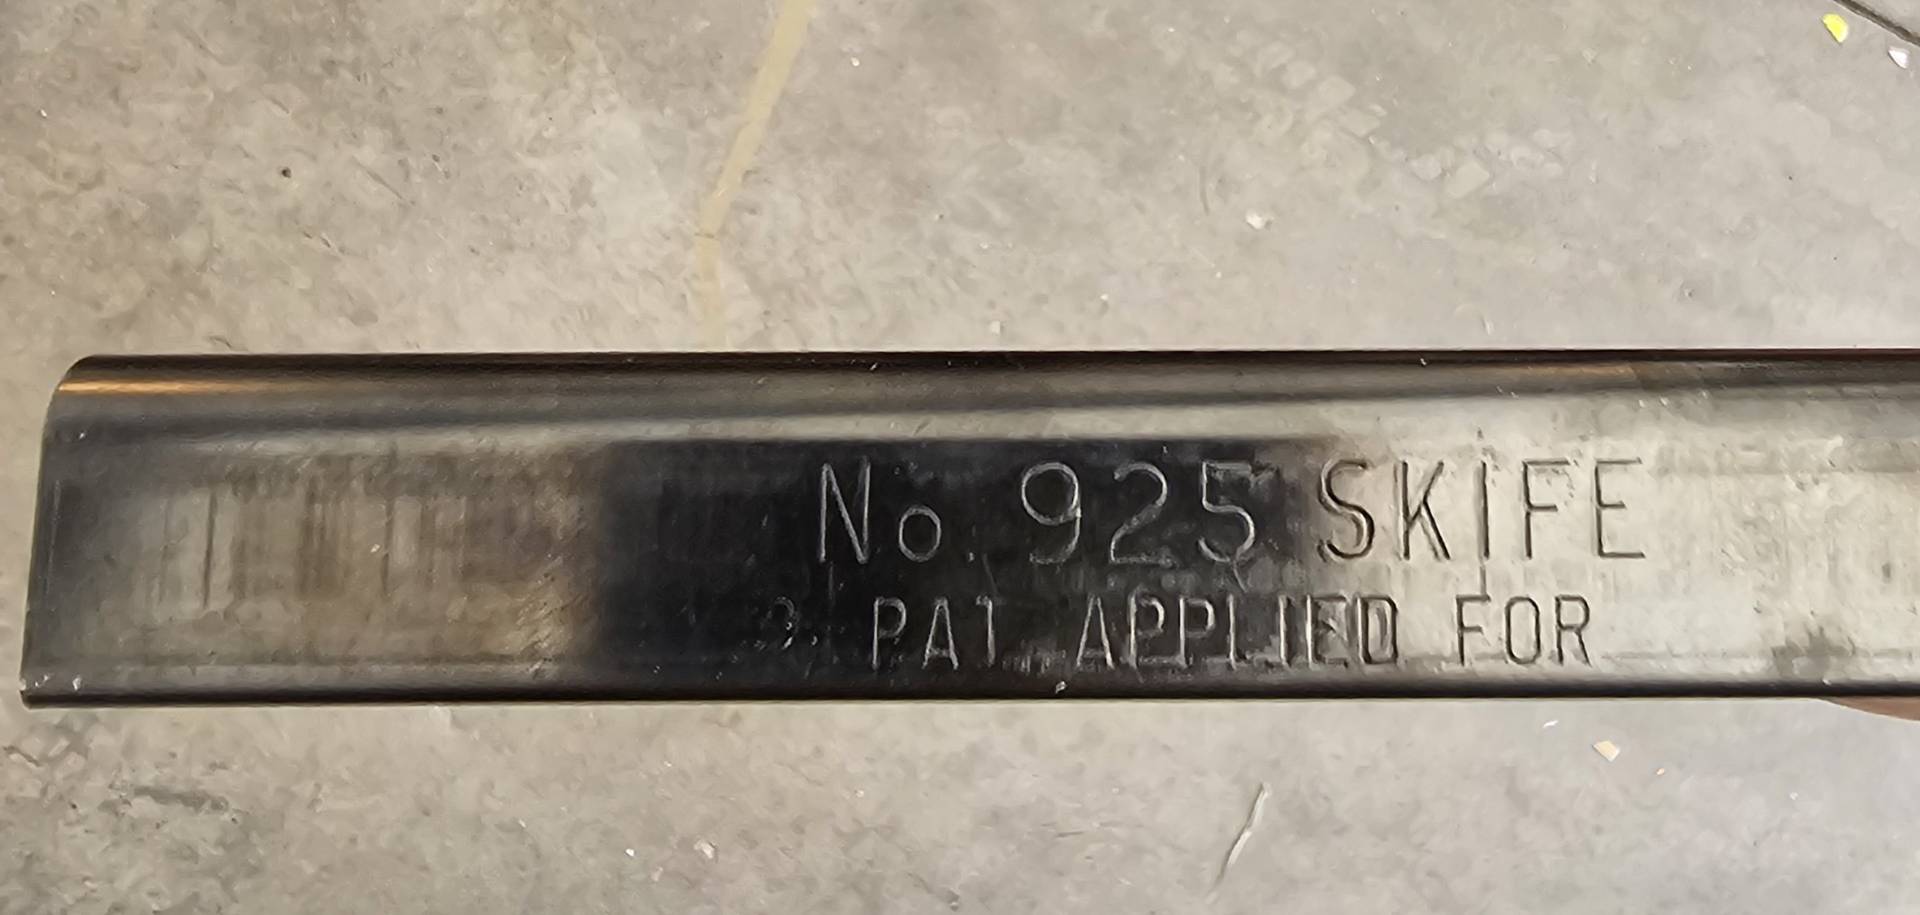 No. 925 SKIFE
PAT. APPLIED FOR